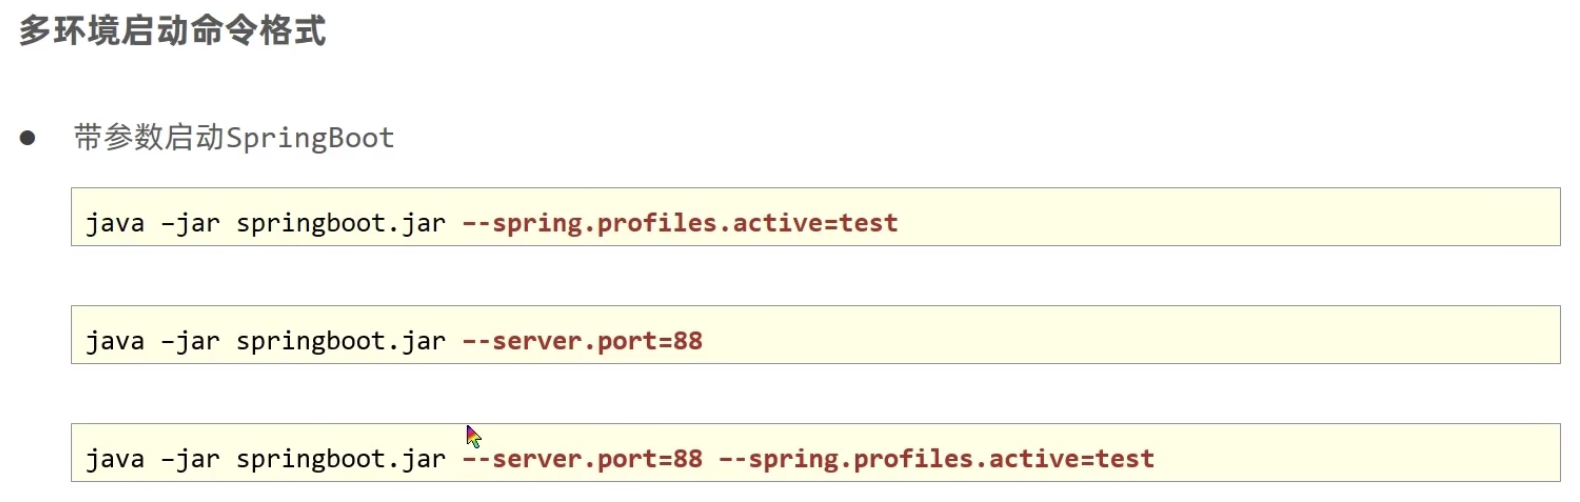 多环境启动命令格式
● 带参数启动SpringBoot
java –jar springboot.jar –-spring.profiles.active=test
java –jar springboot.jar –-server.port=88
java –jar springboot.jar –-server.port=88 –-spring.profiles.active=test